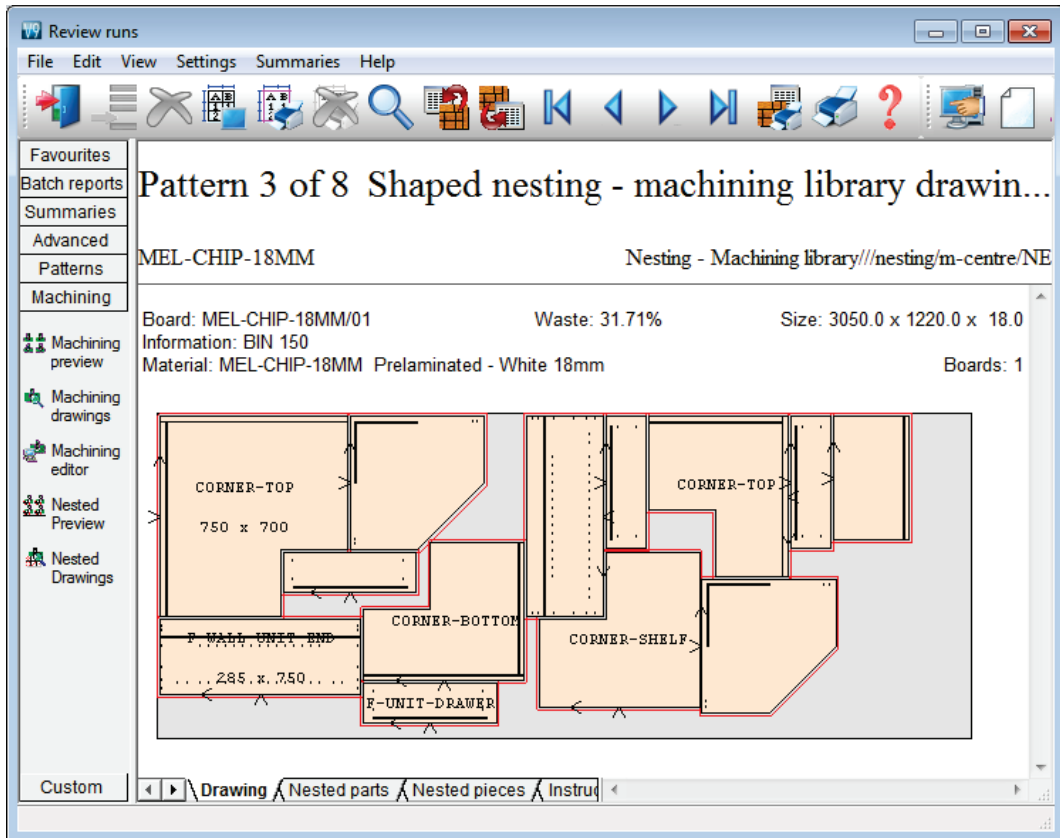 V9 Review runs
File Edit View Settings Summaries Help
Favourites
Batch reports
Summaries
Advanced
Patterns
Machining
Machining preview
Machining drawings
Machining editor
Nested Preview
Nested Drawings
Custom
Pattern 3 of 8 Shaped nesting - machining library drawin...
MEL-CHIP-18MM Nesting - Machining library///nesting/m-centre/NE
Board: MEL-CHIP-18MM/01 Waste: 31.71% Size: 3050.0 x 1220.0 x 18.0
Information: BIN 150
Material: MEL-CHIP-18MM Prelaminated - White 18mm Boards: 1
CORNER-TOP
750 x 700
CORNER-TOP
CORNER-BOTTOM
CORNER-SHELF
F-WALL-UNIT-END
285 x 750
F-UNIT-DRAWER
Drawing Nested parts Nested pieces Instruc